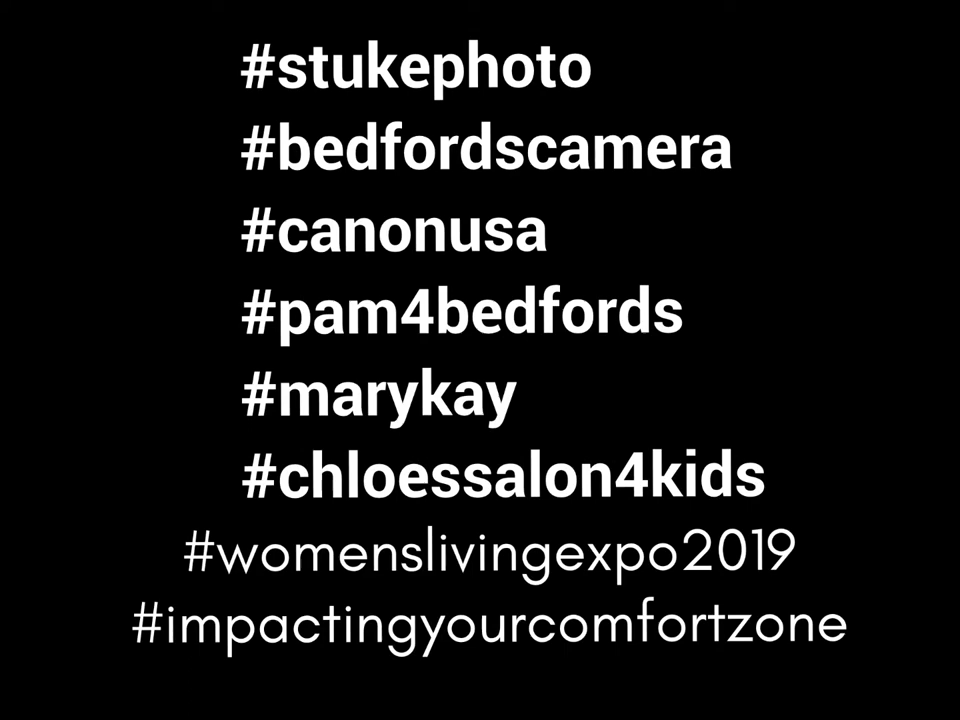 #stukephoto
#bedfordscamera
#canonusa
#pam4bedfords
#marykay
#chloessalon4kids
#womenslivingexpo2019
#impactingyourcomfortzone